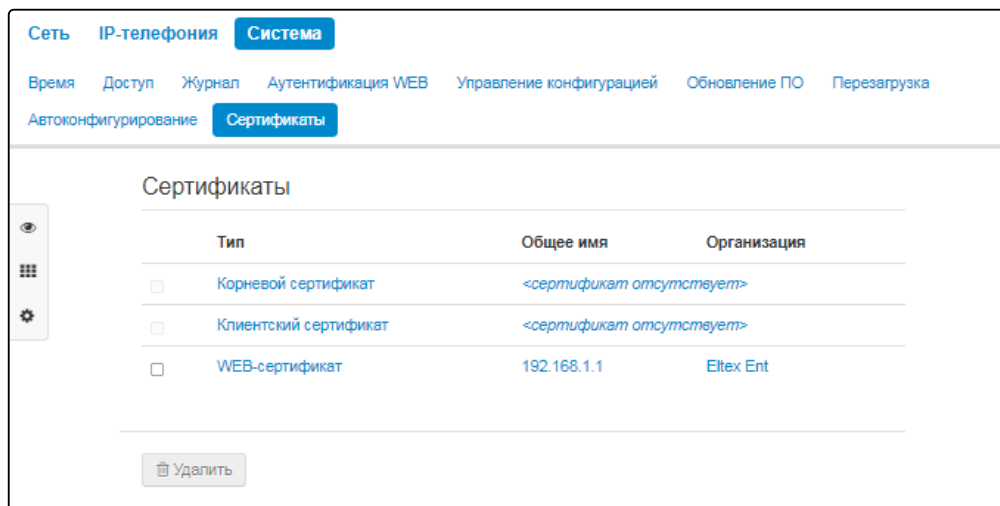 Сеть IP-телефония Система
Время Доступ Журнал Аутентификация WEB Управление конфигурацией Обновление ПО Перезагрузка
Автоконфигурирование Сертификаты
Сертификаты
Тип Общее имя Организация
Корневой сертификат <сертификат отсутствует>
Клиентский сертификат <сертификат отсутствует>
WEB-сертификат 192.168.1.1 Eltex Ent
Удалить